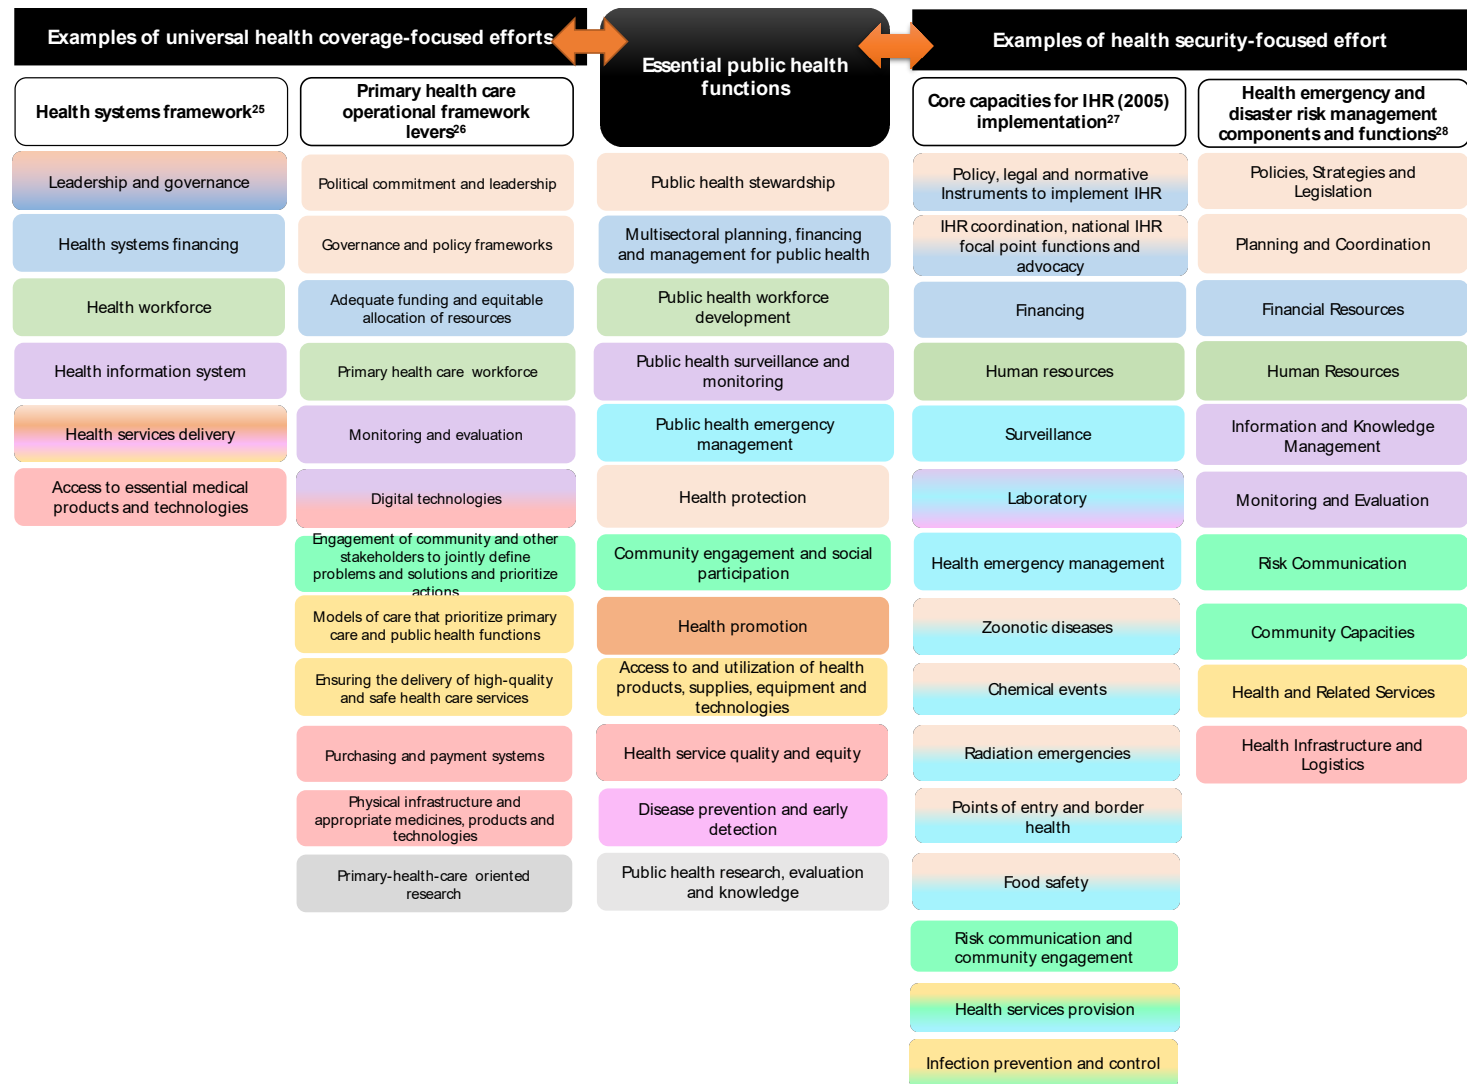 Examples of universal health coverage-focused efforts
Essential public health
functions
Examples of health security-focused effort
Health systems framework25
Primary health care
operational framework
levers26
Core capacities for IHR (2005)
implementation27
Health emergency and
disaster risk management
components and functions28
Leadership and governance
Health systems financing
Health workforce
Health information system
Health services delivery
Access to essential medical
products and technologies
Political commitment and leadership
Governance and policy frameworks
Adequate funding and equitable
allocation of resources
Primary health care workforce
Monitoring and evaluation
Digital technologies
Engagement of community and other
stakeholders to jointly define
problems and solutions and prioritize
actions
Models of care that prioritize primary
care and public health functions
Ensuring the delivery of high-quality
and safe health care services
Purchasing and payment systems
Physical infrastructure and
appropriate medicines, products and
technologies
Primary-health-care oriented
research
Public health stewardship
Multisectoral planning, financing
and management for public health
Public health workforce
development
Public health surveillance and
monitoring
Public health emergency
management
Health protection
Community engagement and social
participation
Health promotion
Access to and utilization of health
products, supplies, equipment and
technologies
Health service quality and equity
Disease prevention and early
detection
Public health research, evaluation
and knowledge
Policy, legal and normative
Instruments to implement IHR
IHR coordination, national IHR
focal point functions and
advocacy
Financing
Human resources
Surveillance
Laboratory
Health emergency management
Zoonotic diseases
Chemical events
Radiation emergencies
Points of entry and border
health
Food safety
Risk communication and
community engagement
Health services provision
Infection prevention and control
Policies, Strategies and
Legislation
Planning and Coordination
Financial Resources
Human Resources
Information and Knowledge
Management
Monitoring and Evaluation
Risk Communication
Community Capacities
Health and Related Services
Health Infrastructure and
Logistics